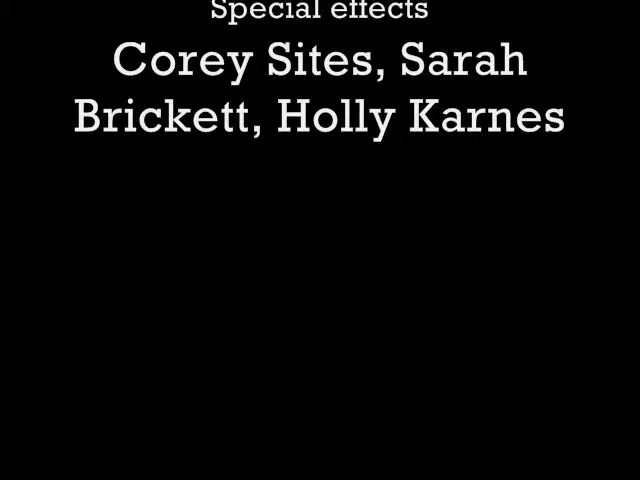 Special effects
Corey Sites, Sarah
Brickett, Holly Karnes